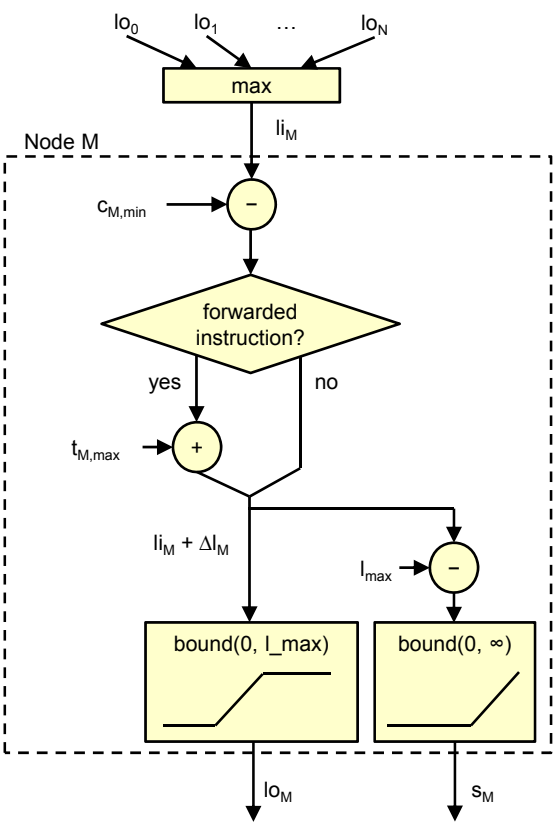 lo0 lo1 … loN
max
liM
Node M
−
cM,min
forwarded
instruction?
yes no
+
tM,max
liM + ΔlM
lmax
−
bound(0, l_max) bound(0, ∞)
loM sM